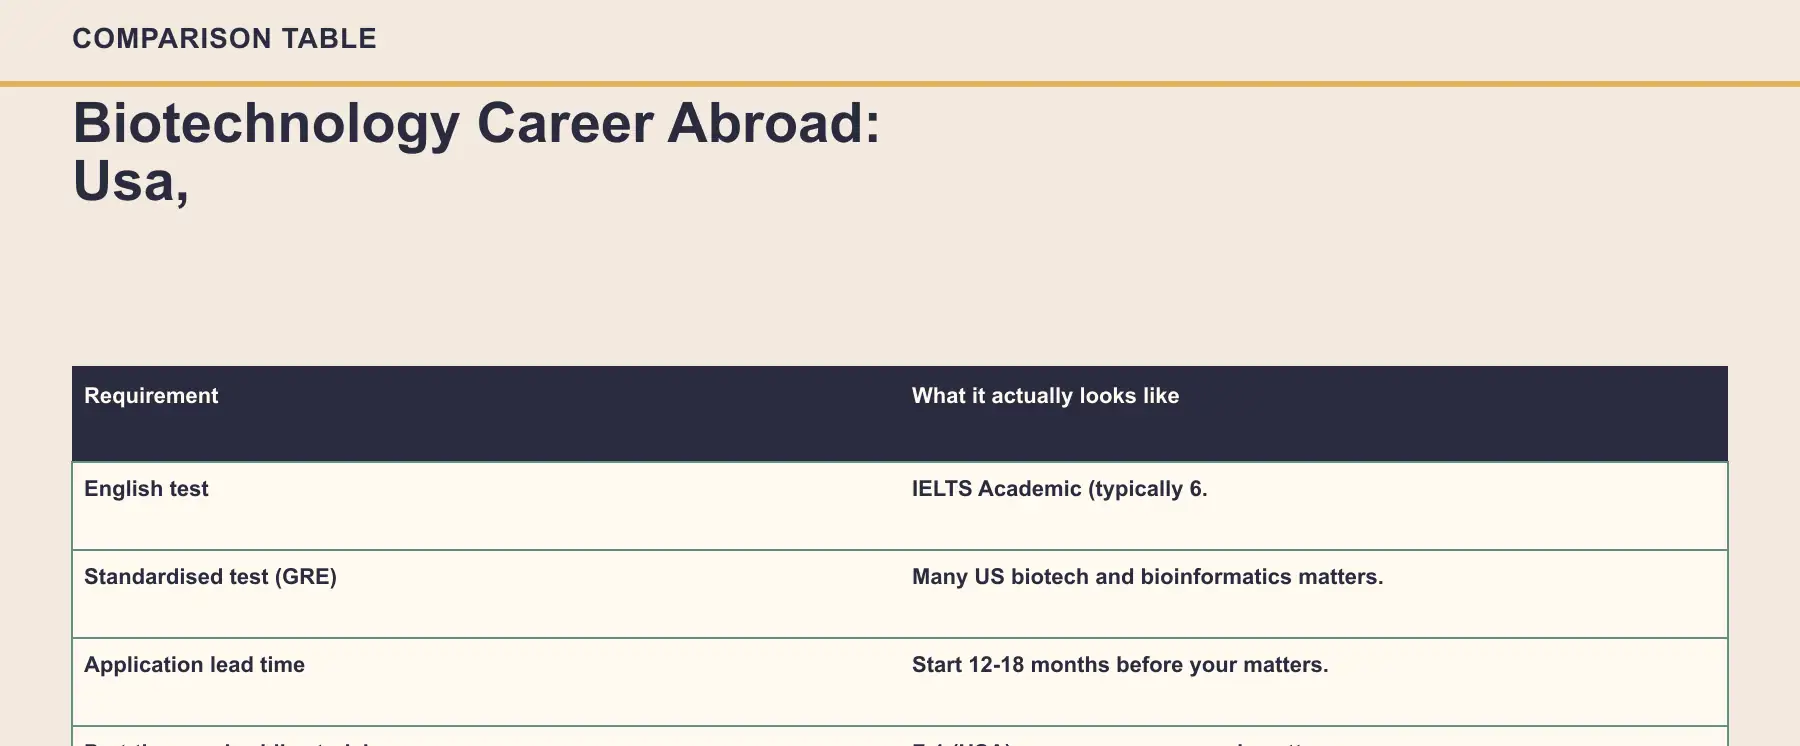 COMPARISON TABLE
Biotechnology Career Abroad:
Usa,
Requirement What it actually looks like
English test IELTS Academic (typically 6.
Standardised test (GRE) Many US biotech and bioinformatics matters.
Application lead time Start 12-18 months before your matters.